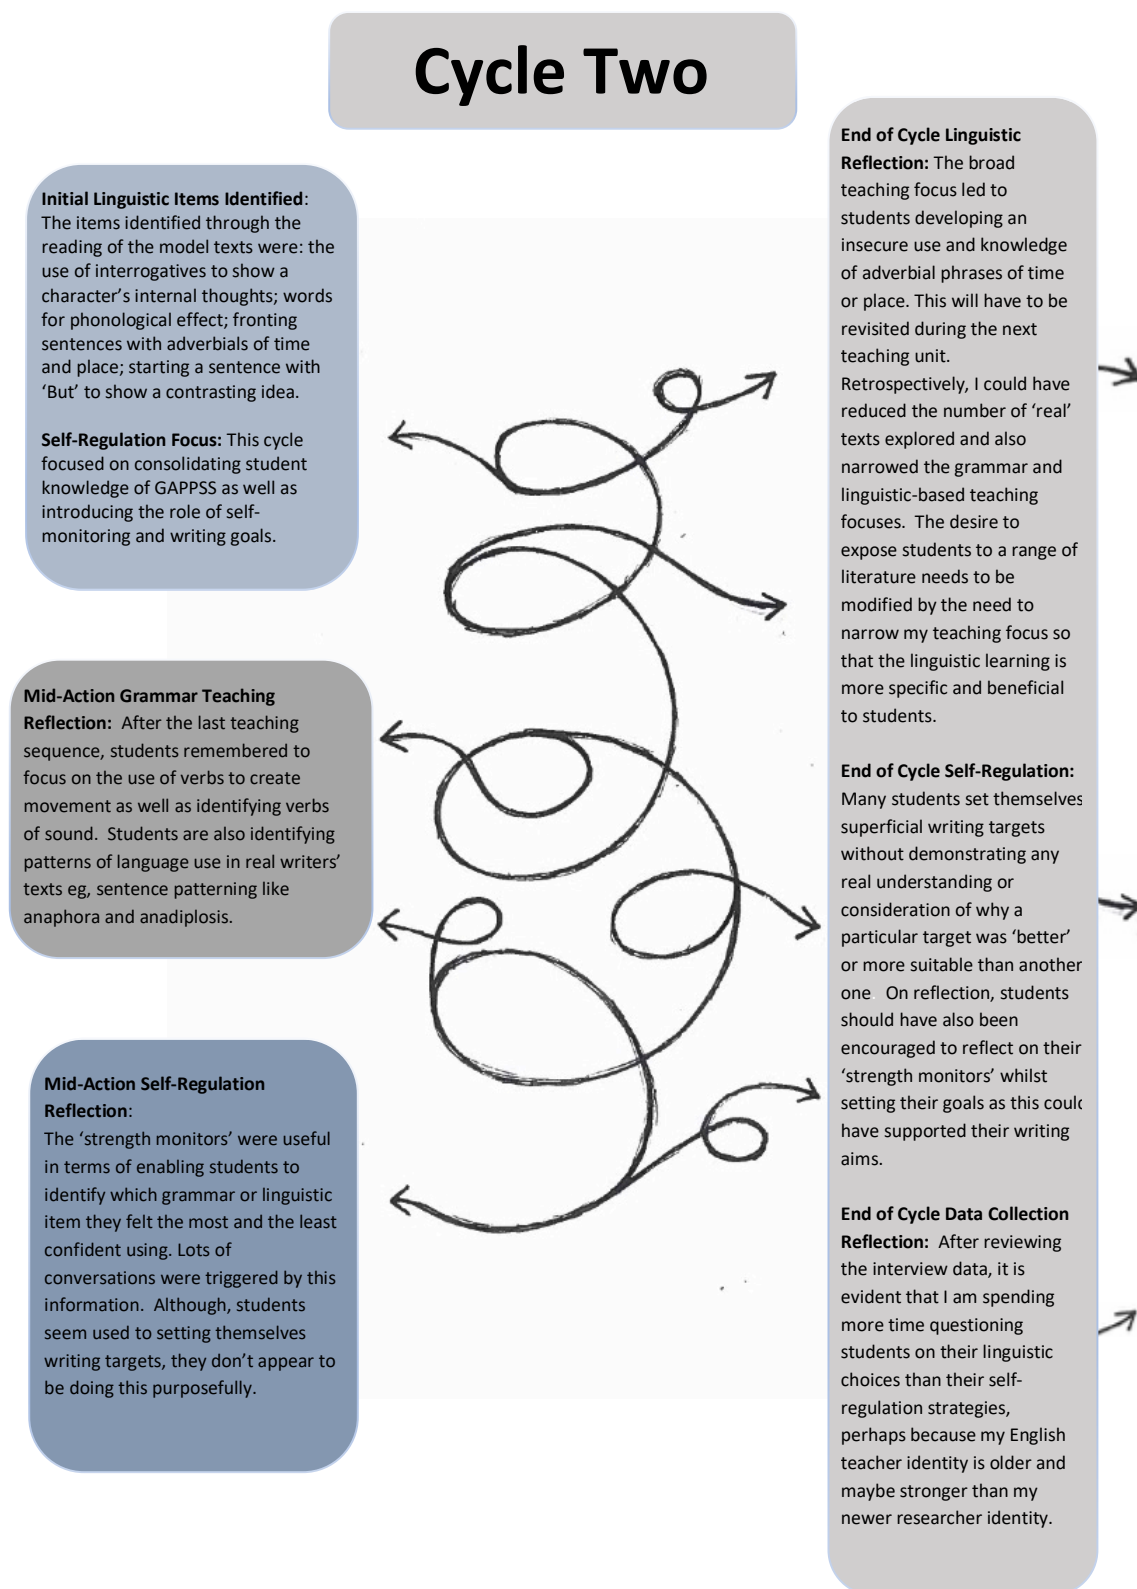 Cycle Two
Initial Linguistic Items Identified:
The items identified through the
reading of the model texts were: the
use of interrogatives to show a
character’s internal thoughts; words
for phonological effect; fronting
sentences with adverbials of time
and place; starting a sentence with
‘But’ to show a contrasting idea.
Self-Regulation Focus: This cycle
focused on consolidating student
knowledge of GAPPSS as well as
introducing the role of self-
monitoring and writing goals.
Mid-Action Grammar Teaching
Reflection: After the last teaching
sequence, students remembered to
focus on the use of verbs to create
movement as well as identifying verbs
of sound. Students are also identifying
patterns of language use in real writers’
texts eg, sentence patterning like
anaphora and anadiplosis.
Mid-Action Self-Regulation
Reflection:
The ‘strength monitors’ were useful
in terms of enabling students to
identify which grammar or linguistic
item they felt the most and the least
confident using. Lots of
conversations were triggered by this
information. Although, students
seem used to setting themselves
writing targets, they don’t appear to
be doing this purposefully.
End of Cycle Linguistic
Reflection: The broad
teaching focus led to
students developing an
insecure use and knowledge
of adverbial phrases of time
or place. This will have to be
revisited during the next
teaching unit.
Retrospectively, I could have
reduced the number of ‘real’
texts explored and also
narrowed the grammar and
linguistic-based teaching
focuses. The desire to
expose students to a range of
literature needs to be
modified by the need to
narrow my teaching focus so
that the linguistic learning is
more specific and beneficial
to students.
End of Cycle Self-Regulation:
Many students set themselves
superficial writing targets
without demonstrating any
real understanding or
consideration of why a
particular target was ‘better’
or more suitable than another
one. On reflection, students
should have also been
encouraged to reflect on their
‘strength monitors’ whilst
setting their goals as this could
have supported their writing
aims.
End of Cycle Data Collection
Reflection: After reviewing
the interview data, it is
evident that I am spending
more time questioning
students on their linguistic
choices than their self-
regulation strategies,
perhaps because my English
teacher identity is older and
maybe stronger than my
newer researcher identity.